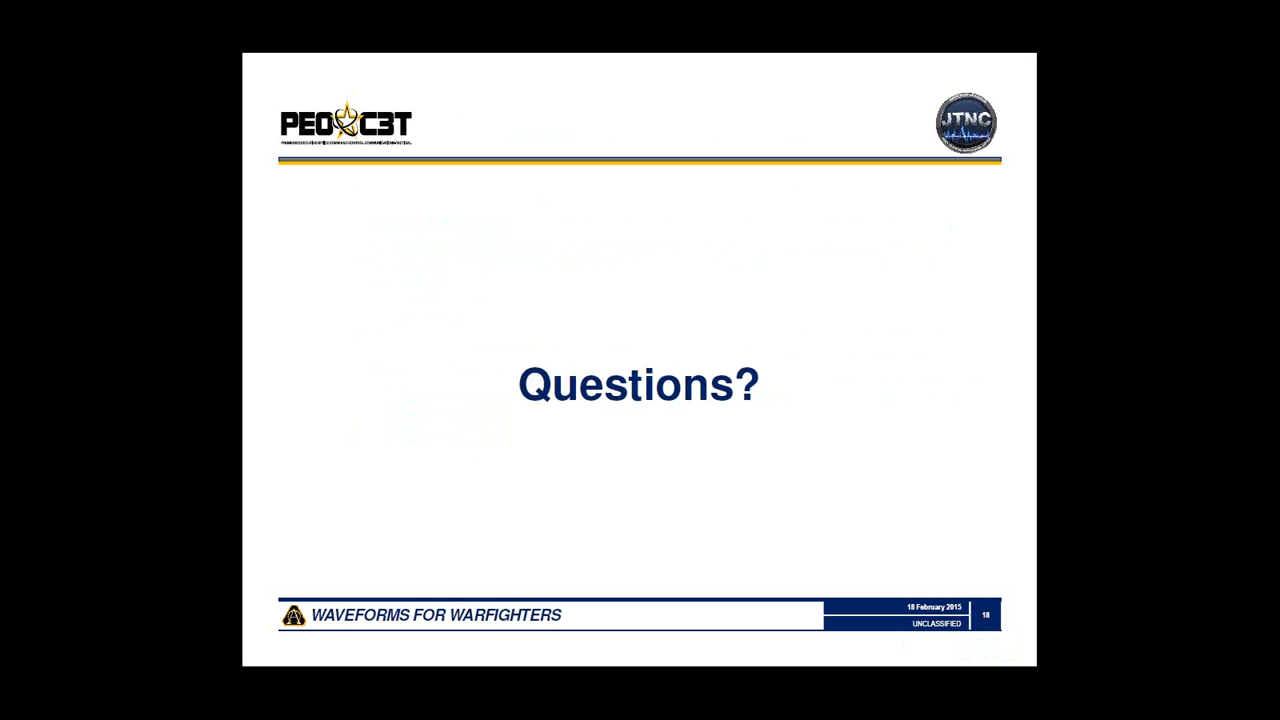 PEO C3T
JTNC
Questions?
WAVEFORMS FOR WARFIGHTERS
18 February 2015
UNCLASSIFIED
18